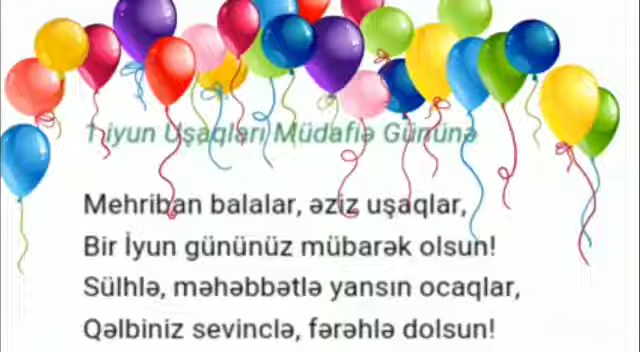 1 iyun Uşaqları Müdafiə Gününə
Mehriban balalar, əziz uşaqlar,
Bir İyun gününüz mübarək olsun!
Sülhlə, məhəbbətlə yansın ocaqlar,
Qəlbiniz sevinclə, fərəhlə dolsun!